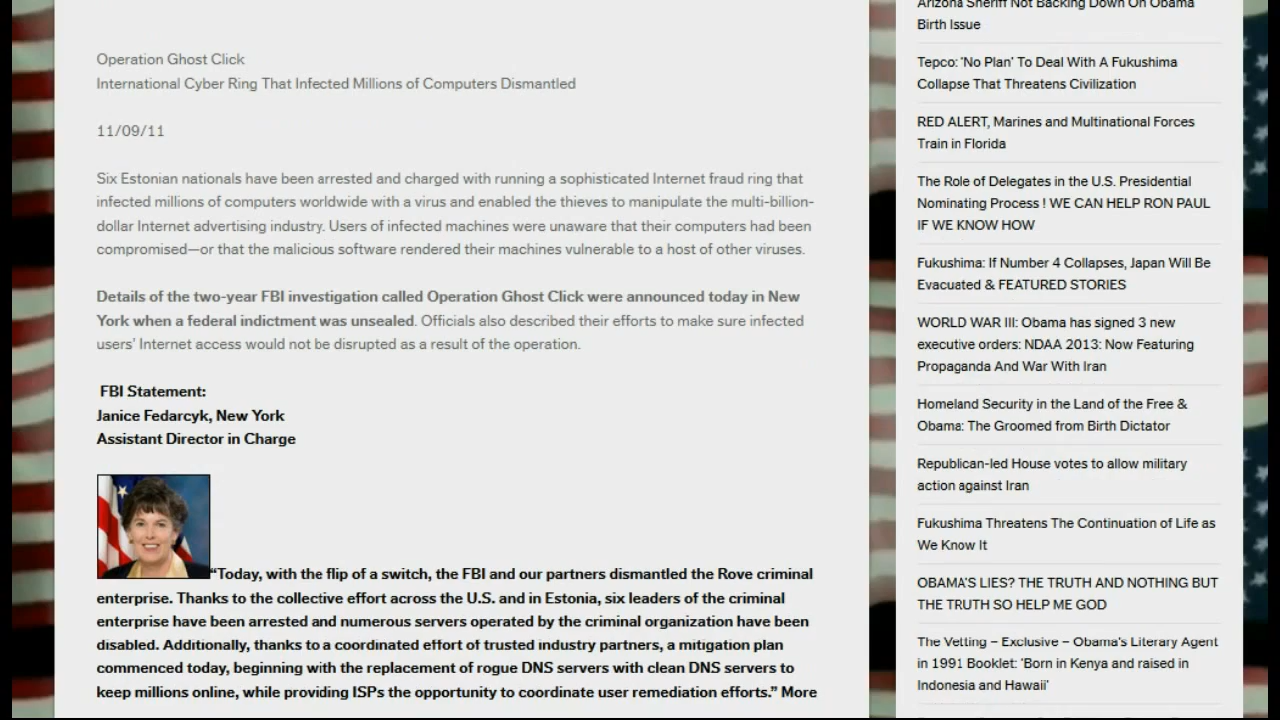 Operation Ghost Click
International Cyber Ring That Infected Millions of Computers Dismantled
11/09/11
Six Estonian nationals have been arrested and charged with running a sophisticated Internet fraud ring that
infected millions of computers worldwide with a virus and enabled the thieves to manipulate the multi-billion-
dollar Internet advertising industry. Users of infected machines were unaware that their computers had been
compromised—or that the malicious software rendered their machines vulnerable to a host of other viruses.
Details of the two-year FBI investigation called Operation Ghost Click were announced today in New
York when a federal indictment was unsealed. Officials also described their efforts to make sure infected
users' Internet access would not be disrupted as a result of the operation.
FBI Statement:
Janice Fedarcyk, New York
Assistant Director in Charge
“Today, with the flip of a switch, the FBI and our partners dismantled the Rove criminal
enterprise. Thanks to the collective effort across the U.S. and in Estonia, six leaders of the criminal
enterprise have been arrested and numerous servers operated by the criminal organization have been
disabled. Additionally, thanks to a coordinated effort of trusted industry partners, a mitigation plan
commenced today, beginning with the replacement of rogue DNS servers with clean DNS servers to
keep millions online, while providing ISPs the opportunity to coordinate user remediation efforts.” More
Arizona Sheriff Not Backing Down On Obama
Birth Issue
Tepco: 'No Plan' To Deal With A Fukushima
Collapse That Threatens Civilization
RED ALERT, Marines and Multinational Forces
Train in Florida
The Role of Delegates in the U.S. Presidential
Nominating Process ! WE CAN HELP RON PAUL
IF WE KNOW HOW
Fukushima: If Number 4 Collapses, Japan Will Be
Evacuated & FEATURED STORIES
WORLD WAR III: Obama has signed 3 new
executive orders: NDAA 2013: Now Featuring
Propaganda And War With Iran
Homeland Security in the Land of the Free &
Obama: The Groomed from Birth Dictator
Republican-led House votes to allow military
action against Iran
Fukushima Threatens The Continuation of Life as
We Know It
OBAMA'S LIES? THE TRUTH AND NOTHING BUT
THE TRUTH SO HELP ME GOD
The Vetting – Exclusive – Obama's Literary Agent
in 1991 Booklet: 'Born in Kenya and raised in
Indonesia and Hawaii'